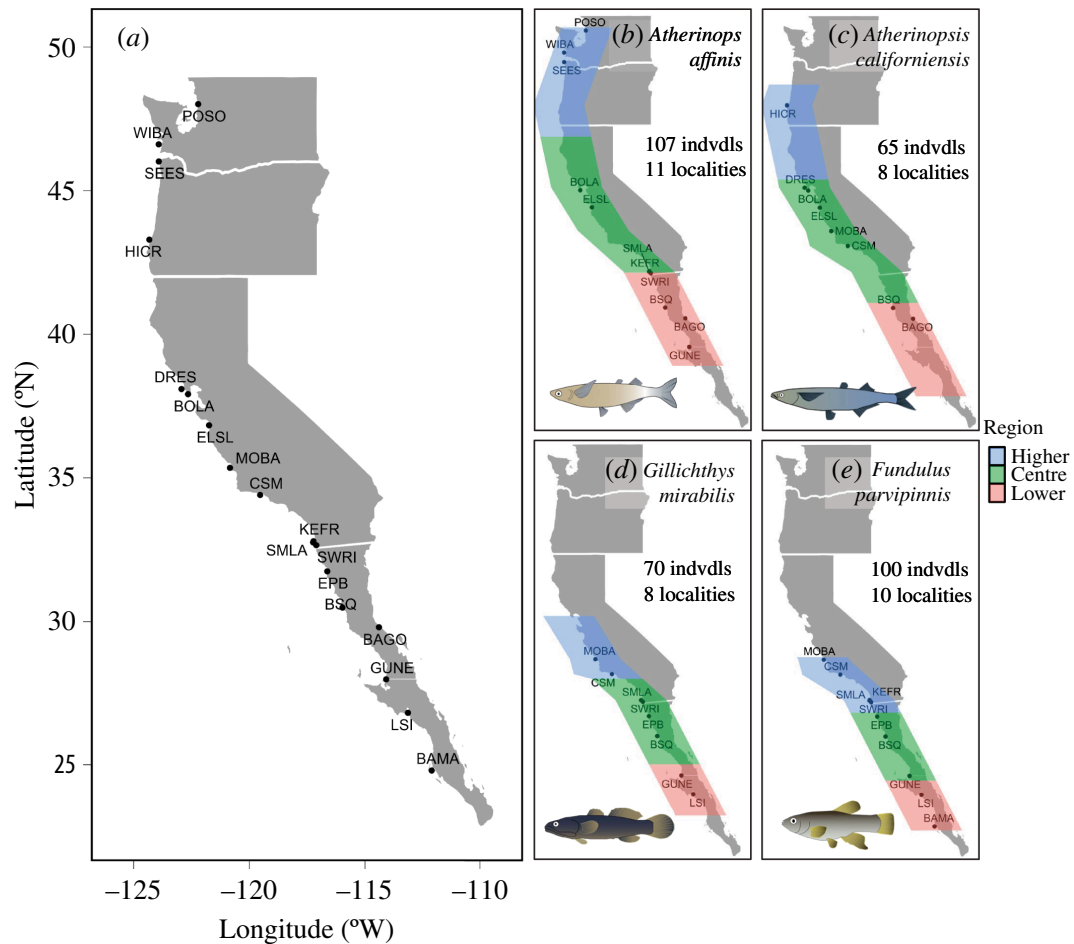 (a)
50
45
40
35
30
25
Latitude (ºN)
–125
–120
–115
–110
Longitude (ºW)
POSO
WIBA
SEES
HICR
DRES
BOLA
ELSL
MOBA
CSM
KEFR
SMLA
SWRI
EPB
BSQ
BAGO
GUNE
LSI
BAMA
(b) Atherinops
affinis
POSO
WIBA
SEES
107 indvdls
11 localities
BOLA
ELSL
SMLA
KEFR
SWRI
BSQ
BAGO
GUNE
(c) Atherinopsis
californiensis
HICR
65 indvdls
8 localities
DRES
BOLA
ELSL
MOBA
CSM
BSQ
BAGO
Region
Higher
Centre
Lower
(d) Gillichthys
mirabilis
70 indvdls
8 localities
MOBA
CSM
SMLA
SWRI
EPB
BSQ
GUNE
LSI
(e) Fundulus
parvipinnis
100 indvdls
10 localities
MOBA
CSM
SMLA
KEFR
SWRI
EPB
BSQ
GUNE
LSI
BAMA